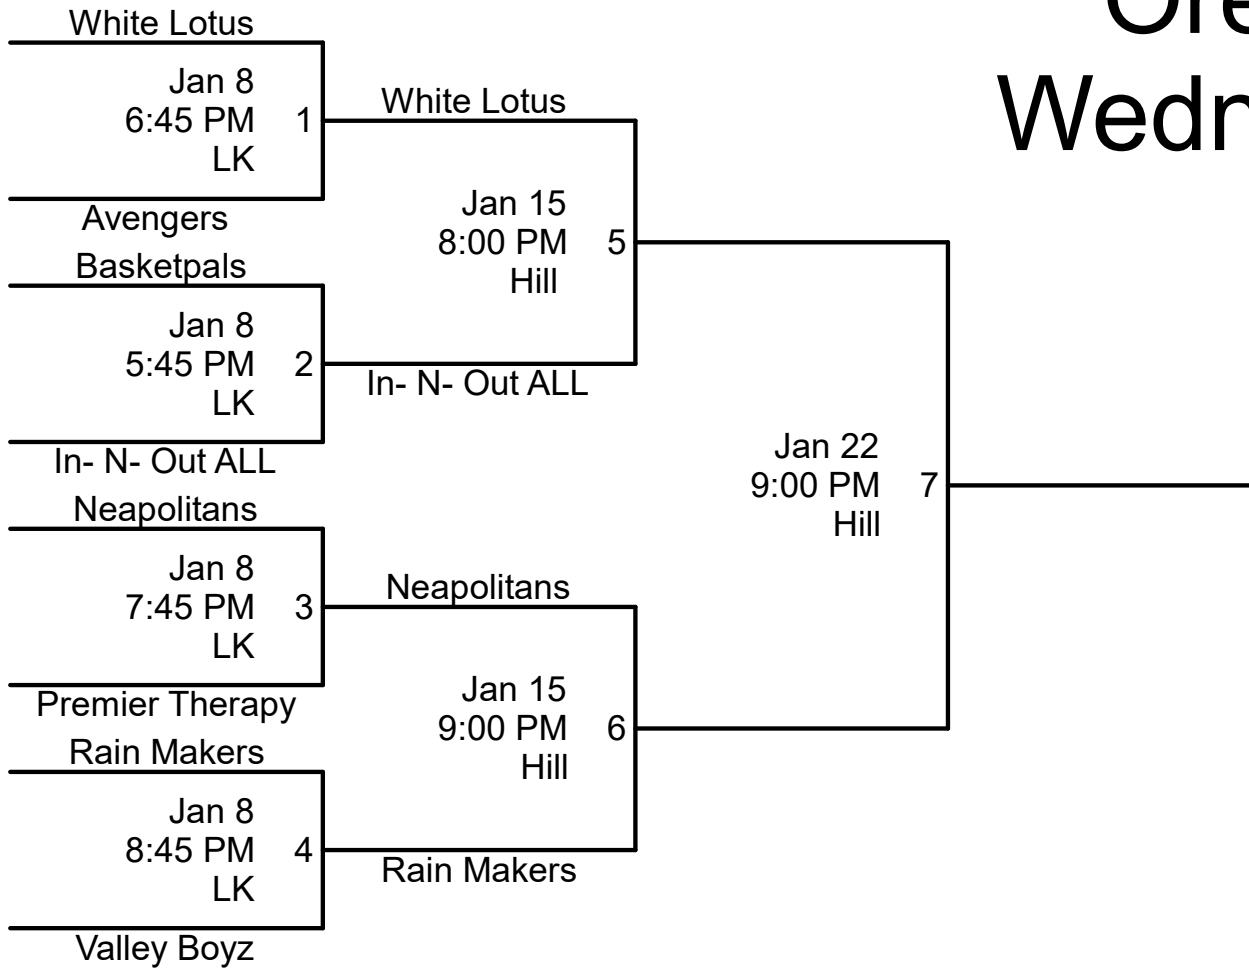 White Lotus
Jan 8
6:45 PM
LK
1
Avengers
Basketpals
Jan 8
5:45 PM
LK
2
In- N- Out ALL
Neapolitans
Jan 8
7:45 PM
LK
3
Premier Therapy
Rain Makers
Jan 8
8:45 PM
LK
4
Valley Boyz
White Lotus
Jan 15
8:00 PM
Hill
5
In- N- Out ALL
Neapolitans
Jan 15
9:00 PM
Hill
6
Rain Makers
Jan 22
9:00 PM
Hill
7